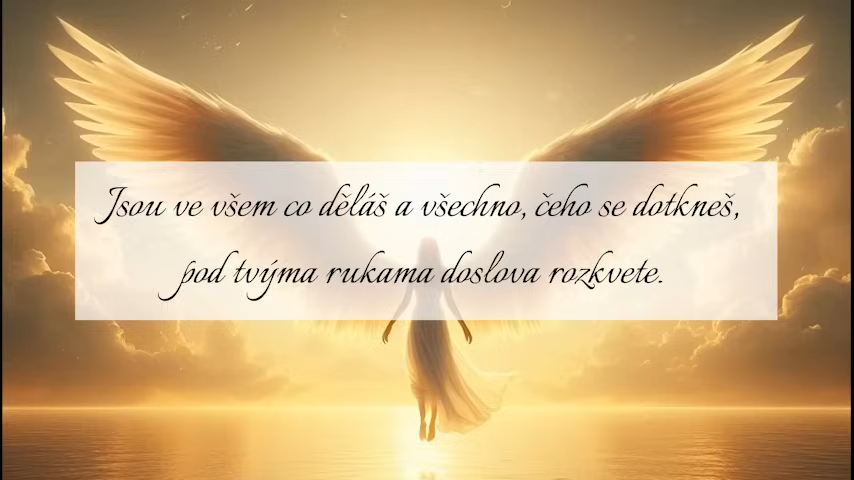 Jsou ve všem co děláš a všechno, čeho se dotkneš,
pod tvýma rukama doslova rozkvete.